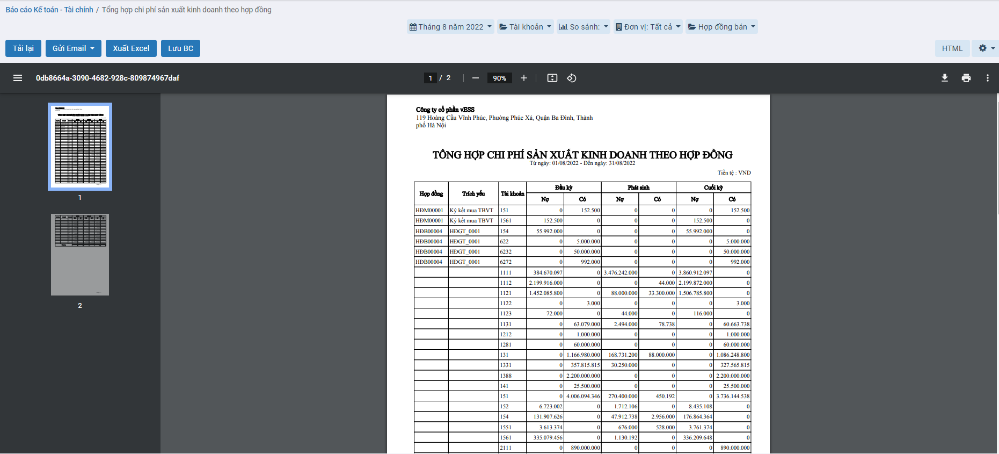 Báo cáo Kế toán - Tài chính / Tổng hợp chi phí sản xuất kinh doanh theo hợp đồng
Tháng 8 năm 2022 Tài khoản So sánh: Đơn vị: Tất cả Hợp đồng bán
Tải lại Gửi Email Xuất Excel Lưu BC HTML
0db8664a-3090-4682-928c-809874967daf 1 / 2 90%
1
2
Công ty cổ phần vESS
119 Hoàng Cầu Vĩnh Phúc, Phường Phúc Xá, Quận Ba Đình, Thành
phố Hà Nội
TỔNG HỢP CHI PHÍ SẢN XUẤT KINH DOANH THEO HỢP ĐỒNG
Từ ngày: 01/08/2022 - Đến ngày: 31/08/2022
Tiền tệ : VND
Hợp đồng Trích yếu Tài khoản Đầu kỳ Phát sinh Cuối kỳ
Nợ Có Nợ Có Nợ Có
HĐM00001 Ký kết mua TBVT 151 0 152.500 0 0 0 152.500
HĐM00001 Ký kết mua TBVT 1561 152.500 0 0 0 152.500 0
HĐB00004 HĐGT_0001 154 55.992.000 0 0 0 55.992.000 0
HĐB00004 HĐGT_0001 622 0 5.000.000 0 0 0 5.000.000
HĐB00004 HĐGT_0001 6232 0 50.000.000 0 0 0 50.000.000
HĐB00004 HĐGT_0001 6272 0 992.000 0 0 0 992.000
1111 384.670.097 0 3.476.242.000 0 3.860.912.097 0
1112 2.199.916.000 0 0 44.000 2.199.872.000 0
1121 1.452.085.800 0 88.000.000 33.300.000 1.506.785.800 0
1122 0 3.000 0 0 0 3.000
1123 72.000 0 44.000 0 116.000 0
1131 0 63.079.000 2.494.000 78.738 0 60.663.738
1212 0 1.000.000 0 0 0 1.000.000
1281 0 60.000.000 0 0 0 60.000.000
131 0 1.166.980.000 168.731.200 88.000.000 0 1.086.248.800
1331 0 357.815.815 30.250.000 0 0 327.565.815
1388 0 2.200.000.000 0 0 0 2.200.000.000
141 0 25.500.000 0 0 0 25.500.000
151 0 4.006.094.346 270.400.000 450.192 0 3.736.144.538
152 6.723.002 0 1.712.106 0 8.435.108 0
154 131.907.626 0 47.912.738 2.956.000 176.864.364 0
1551 3.613.374 0 676.000 528.000 3.761.374 0
1561 335.079.456 0 1.130.192 0 336.209.648 0
2111 0 890.000.000 0 0 0 890.000.000